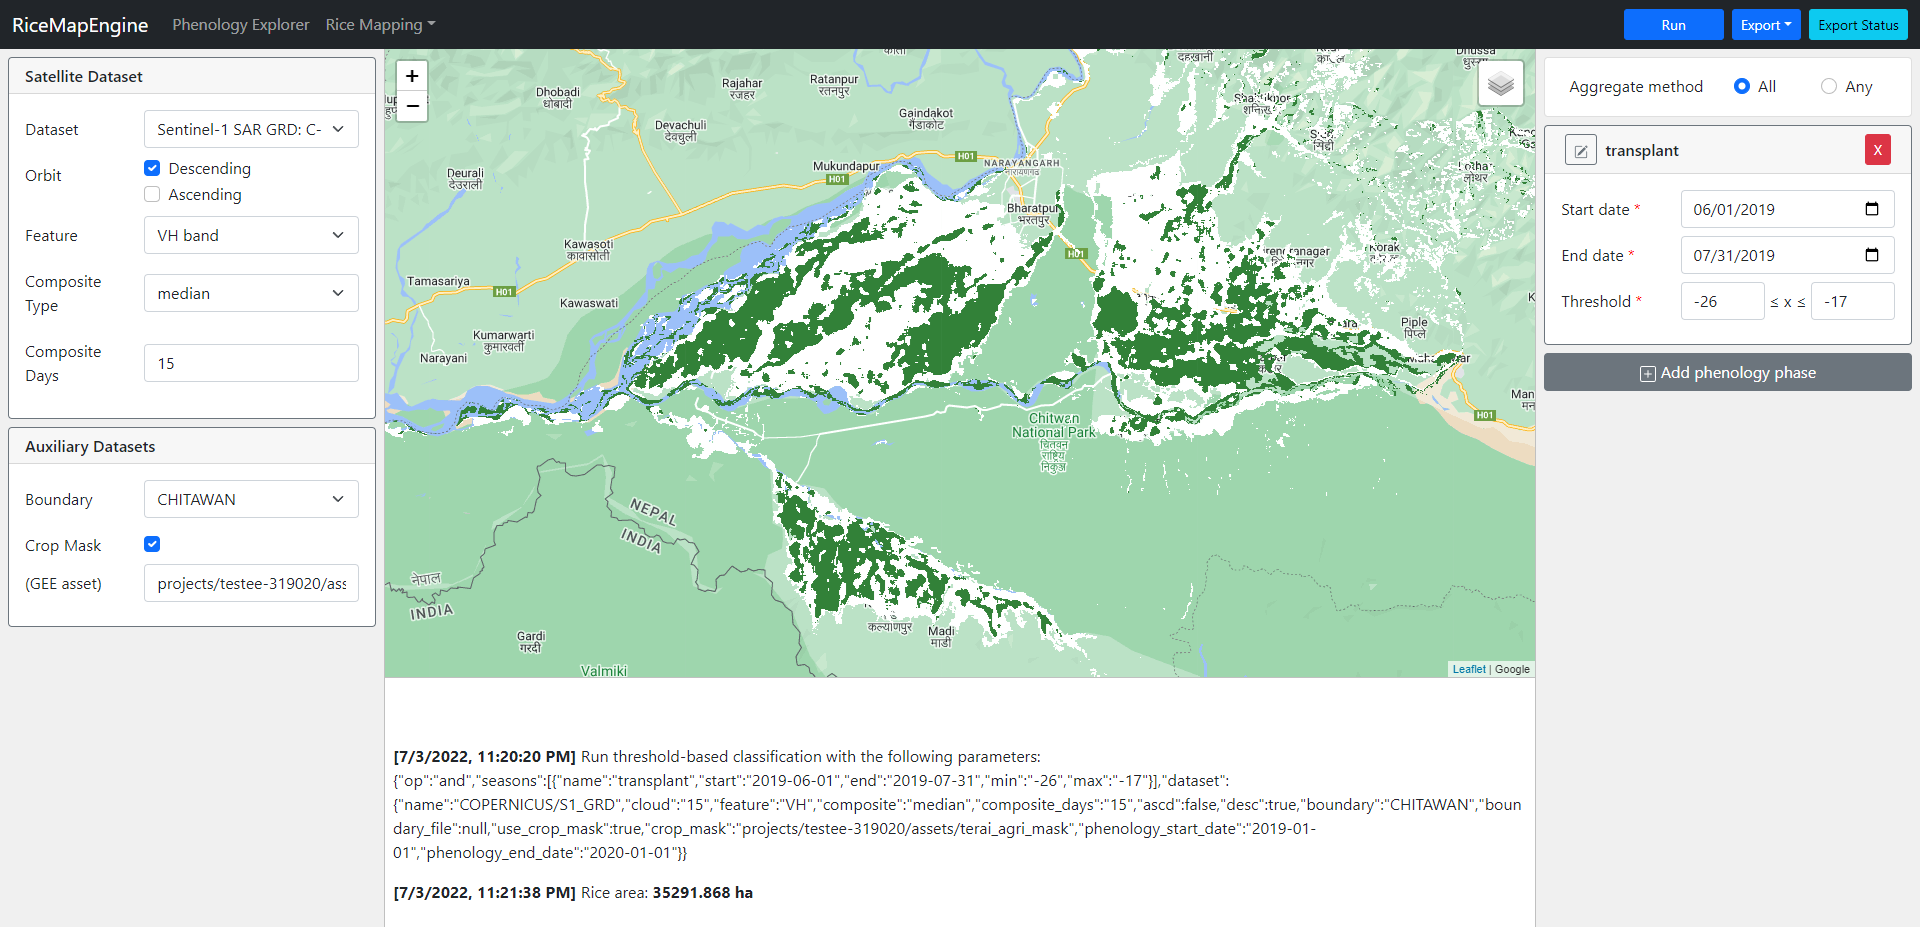 RiceMapEngine Phenology Explorer Rice Mapping Run Export Export Status
Satellite Dataset
Dataset Sentinel-1 SAR GRD: C-
Orbit
Descending
Ascending
Feature VH band
Composite
Type
median
Composite
Days
15
Auxiliary Datasets
Boundary CHITAWAN
Crop Mask
(GEE asset) projects/testee-319020/ass
+
−
Dhobadi
धोबादी
Rajahar
रजहर
Ratanpur
रतनपुर
Gaindakot
गैंडाकोट
Devachuli
देवचुली
Deurali
देउराली
Mukundapur
H01
H01
NARAYANGARH
नारायणगढ
Bharatpur
भरतपुर
Kawasoti
कावासोती
H01
Tamasariya
H01
Kawaswati
Kumarwarti
कुमारवर्ती
Narayani
Piple
पिप्ले
H01
Chitwan
National Park
चितवन
राष्ट्रिय
निकुञ्ज
NEPAL
INDIA
नेपाल
INDIA
कल्याणपुर
Madi
माडी
Gardi
गरदी
Valmiki
Leaflet | Google
Aggregate method All Any
transplant X
Start date * 06/01/2019
End date * 07/31/2019
Threshold * -26 ≤ x ≤ -17
Add phenology phase
[7/3/2022, 11:20:20 PM] Run threshold-based classification with the following parameters:
{"op":"and","seasons":[{"name":"transplant","start":"2019-06-01","end":"2019-07-31","min":"-26","max":"-17"}],"dataset":
{"name":"COPERNICUS/S1_GRD","cloud":"15","feature":"VH","composite":"median","composite_days":"15","ascd":false,"desc":true,"boundary":"CHITAWAN","boun
dary_file":null,"use_crop_mask":true,"crop_mask":"projects/testee-319020/assets/terai_agri_mask","phenology_start_date":"2019-01-
01","phenology_end_date":"2020-01-01"}}
[7/3/2022, 11:21:38 PM] Rice area: 35291.868 ha